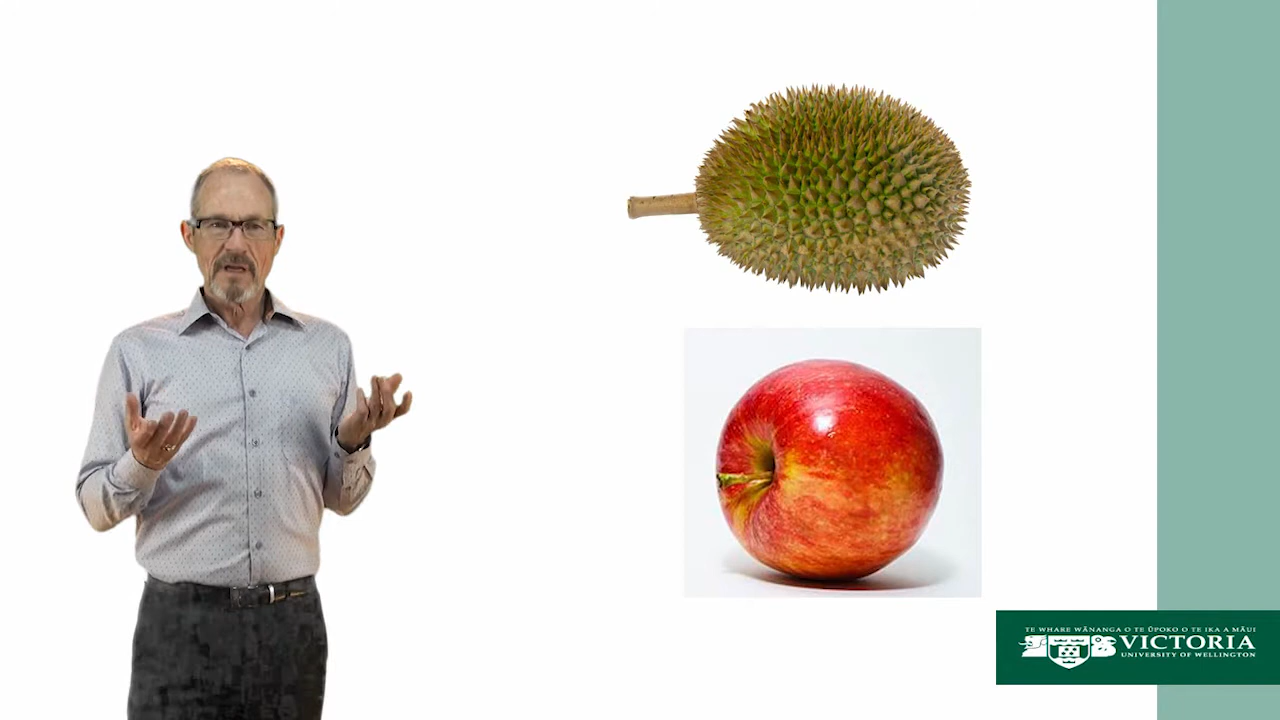 TE WHARE WĀNANGA O TE ŪPOKO O TE IKA A MĀUI
VICTORIA
UNIVERSITY OF WELLINGTON